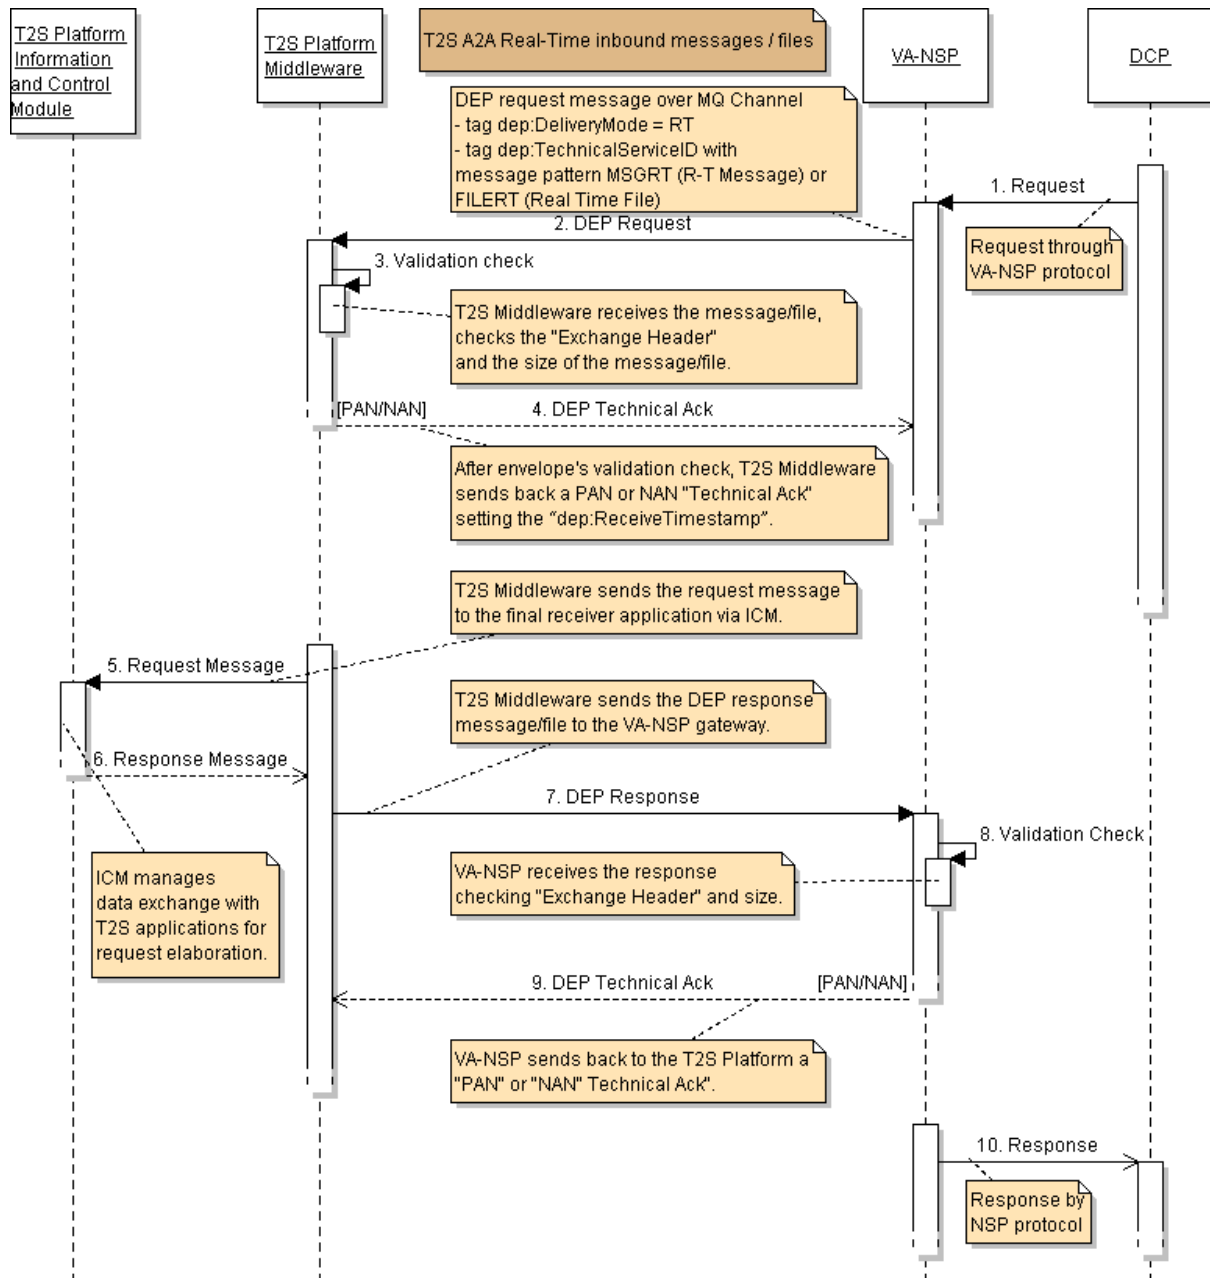 T2S Platform
Information
and Control
Module
T2S Platform
Middleware
T2S A2A Real-Time inbound messages / files
VA-NSP
DCP
DEP request message over MQ Channel
- tag dep:DeliveryMode = RT
- tag dep:TechnicalServiceID with
message pattern MSGRT (R-T Message) or
FILERT (Real Time File)
1. Request
Request through
VA-NSP protocol
2. DEP Request
3. Validation check
T2S Middleware receives the message/file,
checks the "Exchange Header"
and the size of the message/file.
[PAN/NAN]
4. DEP Technical Ack
After envelope's validation check, T2S Middleware
sends back a PAN or NAN "Technical Ack"
setting the “dep:ReceiveTimestamp”.
T2S Middleware sends the request message
to the final receiver application via ICM.
5. Request Message
T2S Middleware sends the DEP response
message/file to the VA-NSP gateway.
6. Response Message
7. DEP Response
8. Validation Check
ICM manages
data exchange with
T2S applications for
request elaboration.
VA-NSP receives the response
checking "Exchange Header" and size.
9. DEP Technical Ack
[PAN/NAN]
VA-NSP sends back to the T2S Platform a
"PAN" or "NAN" Technical Ack".
10. Response
Response by
NSP protocol